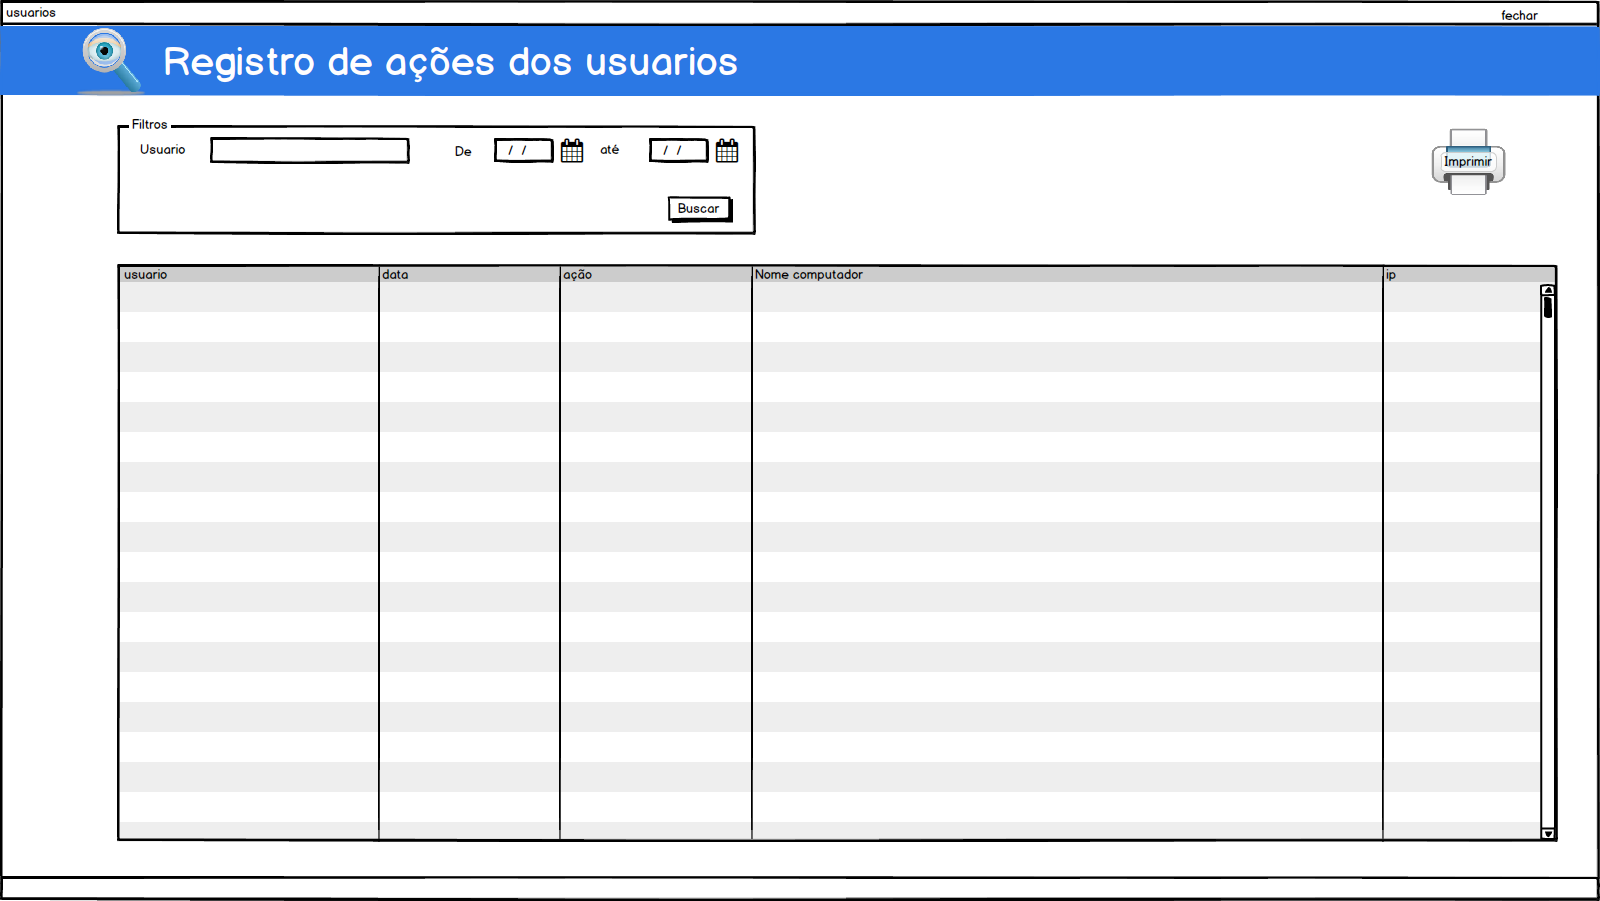 usuarios
fechar
Registro de ações dos usuarios
Filtros
Usuario
De / / até / /
Buscar
Imprimir
usuario data ação Nome computador ip